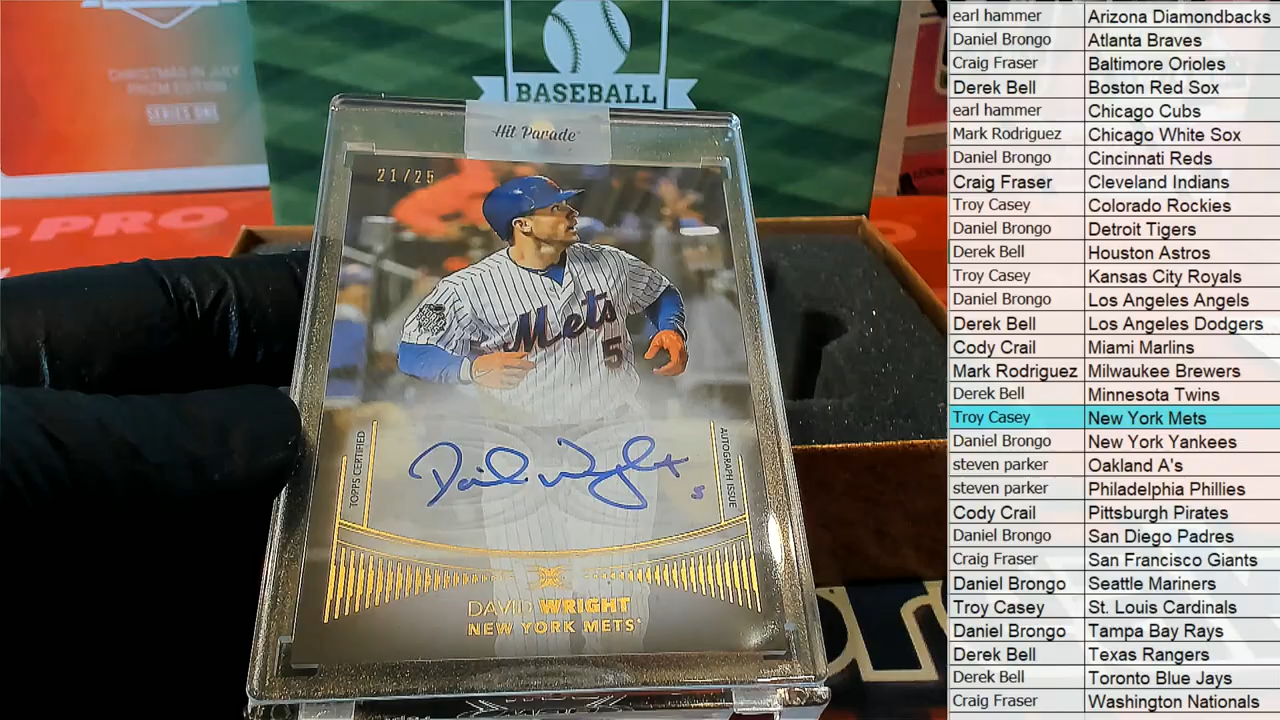 CHRISTMAS IN JULY
PRIZM EDITION
SERIES ONE
PRO
BASEBALL
Hit Parade
21/25
Mets
5
TOPPS CERTIFIED
AUTOGRAPH ISSUE
David Wright
5
DAVID WRIGHT
NEW YORK METS
earl hammer Arizona Diamondbacks
Daniel Brongo Atlanta Braves
Craig Fraser Baltimore Orioles
Derek Bell Boston Red Sox
earl hammer Chicago Cubs
Mark Rodriguez Chicago White Sox
Daniel Brongo Cincinnati Reds
Craig Fraser Cleveland Indians
Troy Casey Colorado Rockies
Daniel Brongo Detroit Tigers
Derek Bell Houston Astros
Troy Casey Kansas City Royals
Daniel Brongo Los Angeles Angels
Derek Bell Los Angeles Dodgers
Cody Crail Miami Marlins
Mark Rodriguez Milwaukee Brewers
Derek Bell Minnesota Twins
Troy Casey New York Mets
Daniel Brongo New York Yankees
steven parker Oakland A's
steven parker Philadelphia Phillies
Cody Crail Pittsburgh Pirates
Daniel Brongo San Diego Padres
Craig Fraser San Francisco Giants
Daniel Brongo Seattle Mariners
Troy Casey St. Louis Cardinals
Daniel Brongo Tampa Bay Rays
Derek Bell Texas Rangers
Derek Bell Toronto Blue Jays
Craig Fraser Washington Nationals